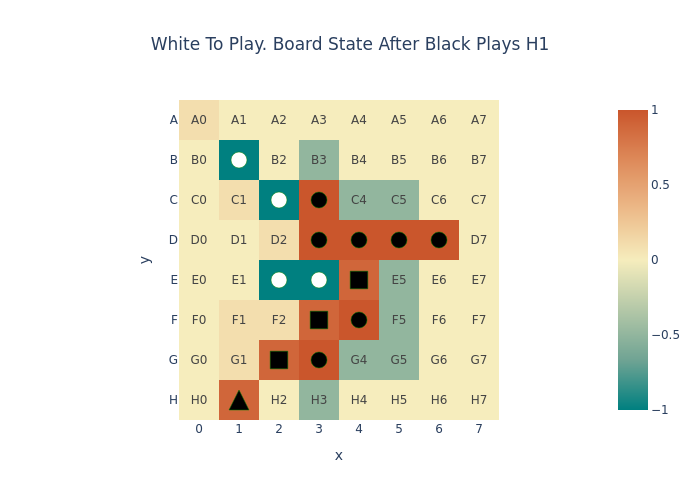 White To Play. Board State After Black Plays H1
A A0 A1 A2 A3 A4 A5 A6 A7
B B0 B2 B3 B4 B5 B6 B7
C C0 C1 C4 C5 C6 C7
D D0 D1 D2 D7
E E0 E1 E5 E6 E7
F F0 F1 F2 F5 F6 F7
G G0 G1 G4 G5 G6 G7
H H0 H2 H3 H4 H5 H6 H7
0 1 2 3 4 5 6 7
x
y
1
0.5
0
−0.5
−1